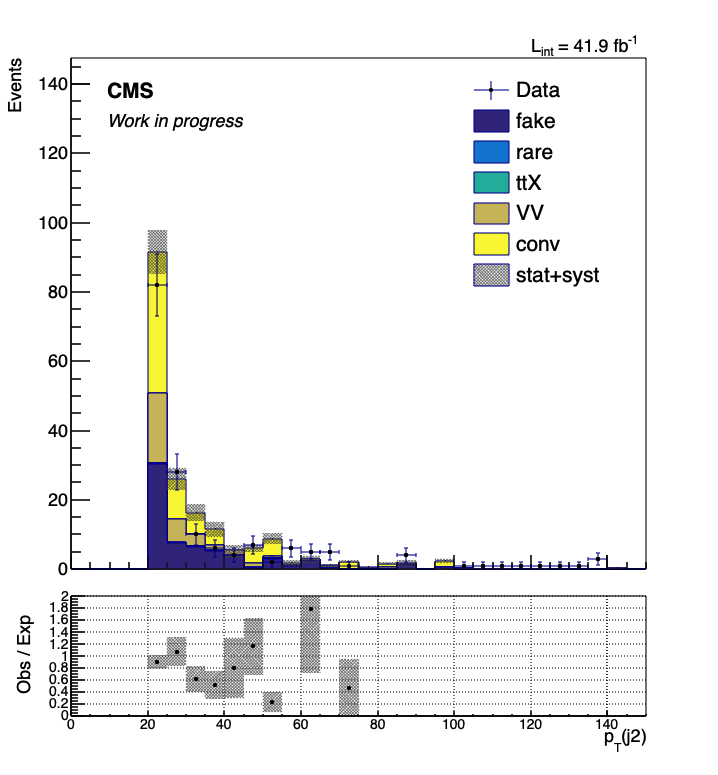 L_int = 41.9 fb^-1
Events
140
120
100
80
60
40
20
0
CMS
Work in progress
Data
fake
rare
ttX
VV
conv
stat+syst
Obs / Exp
2
1.8
1.6
1.4
1.2
1
0.8
0.6
0.4
0.2
0
0 20 40 60 80 100 120 140
p_T(j2)